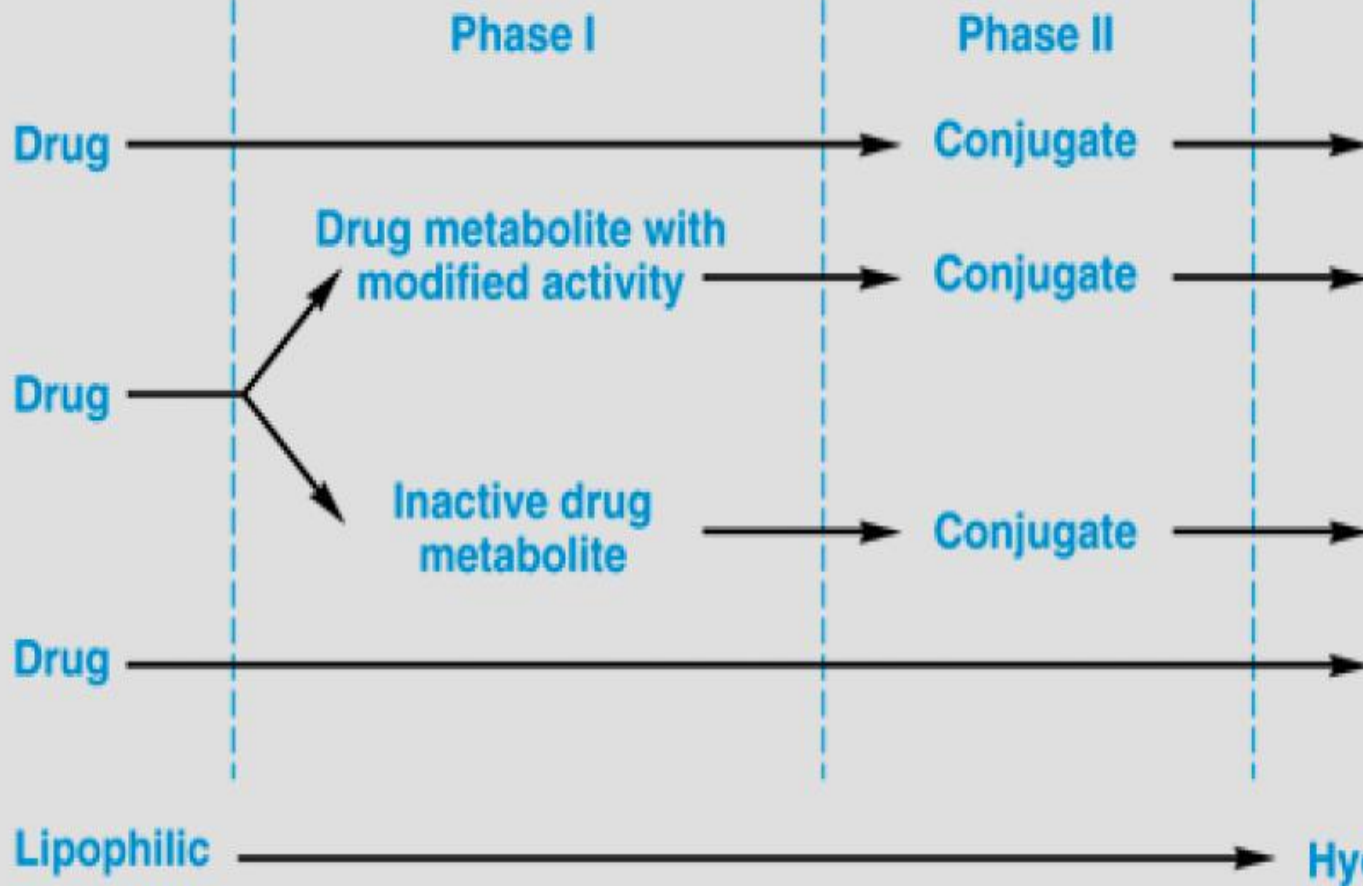 Phase I
Phase II
Drug
Conjugate
Drug metabolite with
modified activity
Conjugate
Drug
Inactive drug
metabolite
Conjugate
Drug
Lipophilic